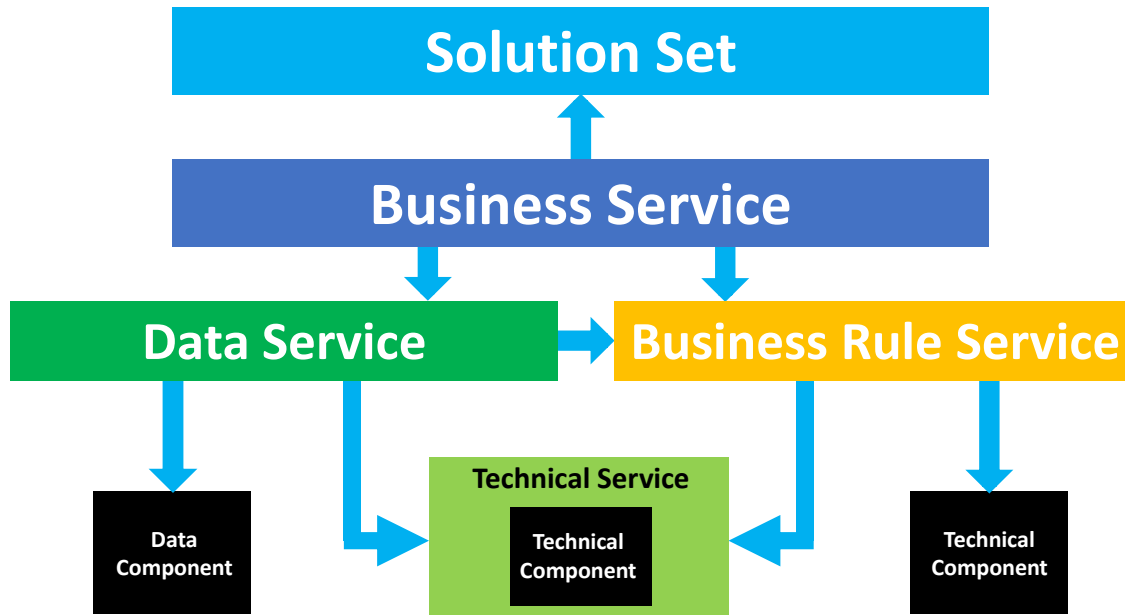 Solution Set
Business Service
Data Service
Business Rule Service
Technical Service
Data
Component
Technical
Component
Technical
Component